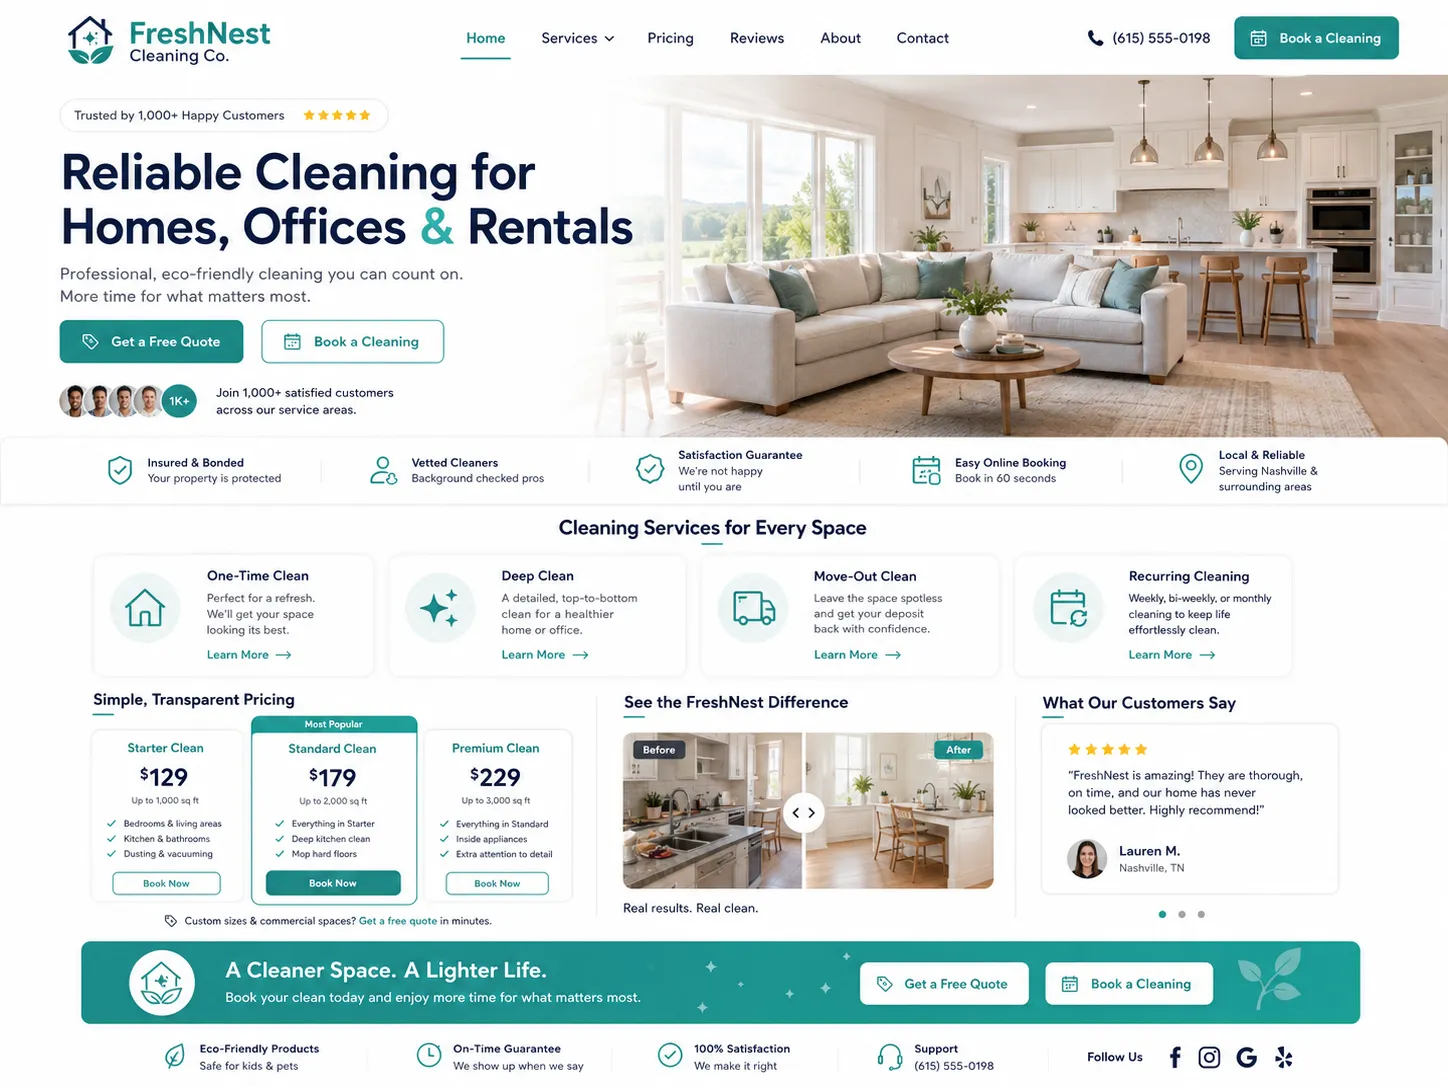 FreshNest
Cleaning Co.
Home
Services
Pricing
Reviews
About
Contact
(615) 555-0198
Book a Cleaning
Trusted by 1,000+ Happy Customers
Reliable Cleaning for
Homes, Offices & Rentals
Professional, eco-friendly cleaning you can count on.
More time for what matters most.
Get a Free Quote
Book a Cleaning
1K+
Join 1,000+ satisfied customers
across our service areas.
Insured & Bonded
Your property is protected
Vetted Cleaners
Background checked pros
Satisfaction Guarantee
We're not happy
until you are
Easy Online Booking
Book in 60 seconds
Local & Reliable
Serving Nashville &
surrounding areas
Cleaning Services for Every Space
One-Time Clean
Perfect for a refresh.
We'll get your space
looking its best.
Learn More
Deep Clean
A detailed, top-to-bottom
clean for a healthier
home or office.
Learn More
Move-Out Clean
Leave the space spotless
and get your deposit
back with confidence.
Learn More
Recurring Cleaning
Weekly, bi-weekly, or monthly
cleaning to keep life
effortlessly clean.
Learn More
Simple, Transparent Pricing
Starter Clean
$129
Up to 1,000 sq ft
Bedrooms & living areas
Kitchen & bathrooms
Dusting & vacuuming
Book Now
Most Popular
Standard Clean
$179
Up to 2,000 sq ft
Everything in Starter
Deep kitchen clean
Mop hard floors
Book Now
Premium Clean
$229
Up to 3,000 sq ft
Everything in Standard
Inside appliances
Extra attention to detail
Book Now
Custom sizes & commercial spaces? Get a free quote in minutes.
See the FreshNest Difference
Before
After
Real results. Real clean.
What Our Customers Say
"FreshNest is amazing! They are thorough,
on time, and our home has never
looked better. Highly recommend!"
Lauren M.
Nashville, TN
A Cleaner Space. A Lighter Life.
Book your clean today and enjoy more time for what matters most.
Get a Free Quote
Book a Cleaning
Eco-Friendly Products
Safe for kids & pets
On-Time Guarantee
We show up when we say
100% Satisfaction
We make it right
Support
(615) 555-0198
Follow Us